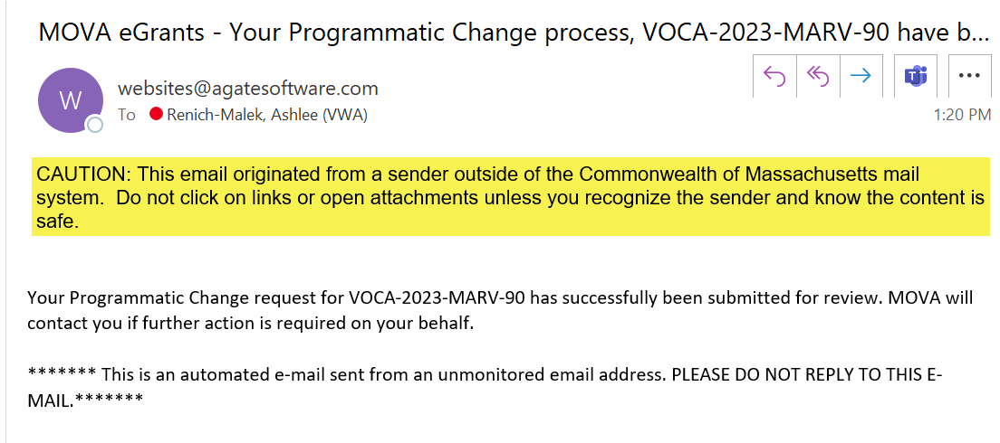 MOVA eGrants - Your Programmatic Change process, VOCA-2023-MARV-90 have b...
W
websites@agatesoftware.com
To Renich-Malek, Ashlee (VWA)
1:20 PM
CAUTION: This email originated from a sender outside of the Commonwealth of Massachusetts mail
system. Do not click on links or open attachments unless you recognize the sender and know the content is
safe.
Your Programmatic Change request for VOCA-2023-MARV-90 has successfully been submitted for review. MOVA will
contact you if further action is required on your behalf.
******* This is an automated e-mail sent from an unmonitored email address. PLEASE DO NOT REPLY TO THIS E-
MAIL.*******